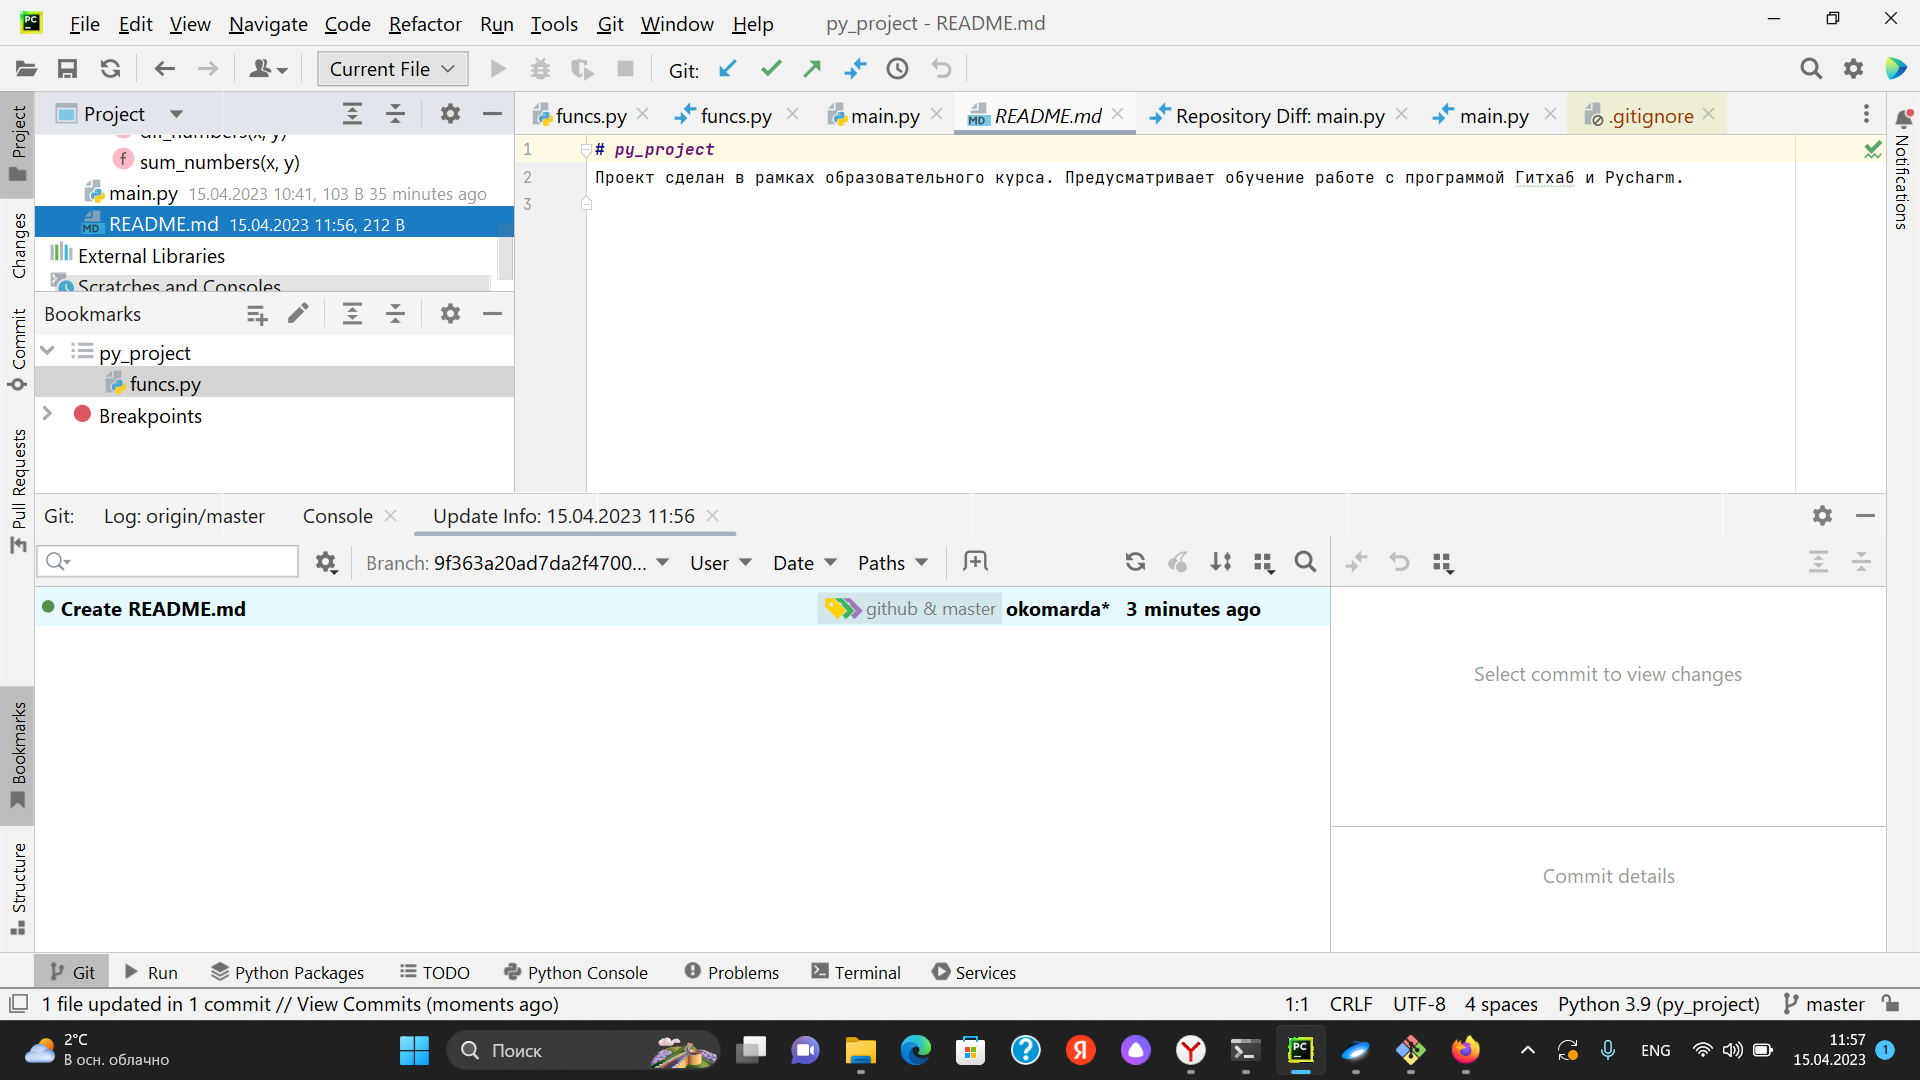 File Edit View Navigate Code Refactor Run Tools Git Window Help py_project - README.md
Current File Git:
Project
funcs.py funcs.py main.py README.md Repository Diff: main.py main.py .gitignore
sum_numbers(x, y)
main.py 15.04.2023 10:41, 103 B 35 minutes ago
README.md 15.04.2023 11:56, 212 B
External Libraries
Scratches and Consoles
1 # py_project
2 Проект сделан в рамках образовательного курса. Предусматривает обучение работе с программой Гитхаб и Pycharm.
3
Bookmarks
py_project
funcs.py
Breakpoints
Project
Changes
Commit
Pull Requests
Bookmarks
Structure
Notifications
Git: Log: origin/master Console Update Info: 15.04.2023 11:56
Branch: 9f363a20ad7da2f4700... User Date Paths
Create README.md github & master okomarda* 3 minutes ago
Select commit to view changes
Commit details
Git Run Python Packages TODO Python Console Problems Terminal Services
1 file updated in 1 commit // View Commits (moments ago) 1:1 CRLF UTF-8 4 spaces Python 3.9 (py_project) master
2°C
В осн. облачно
Поиск
ENG
11:57
15.04.2023
1